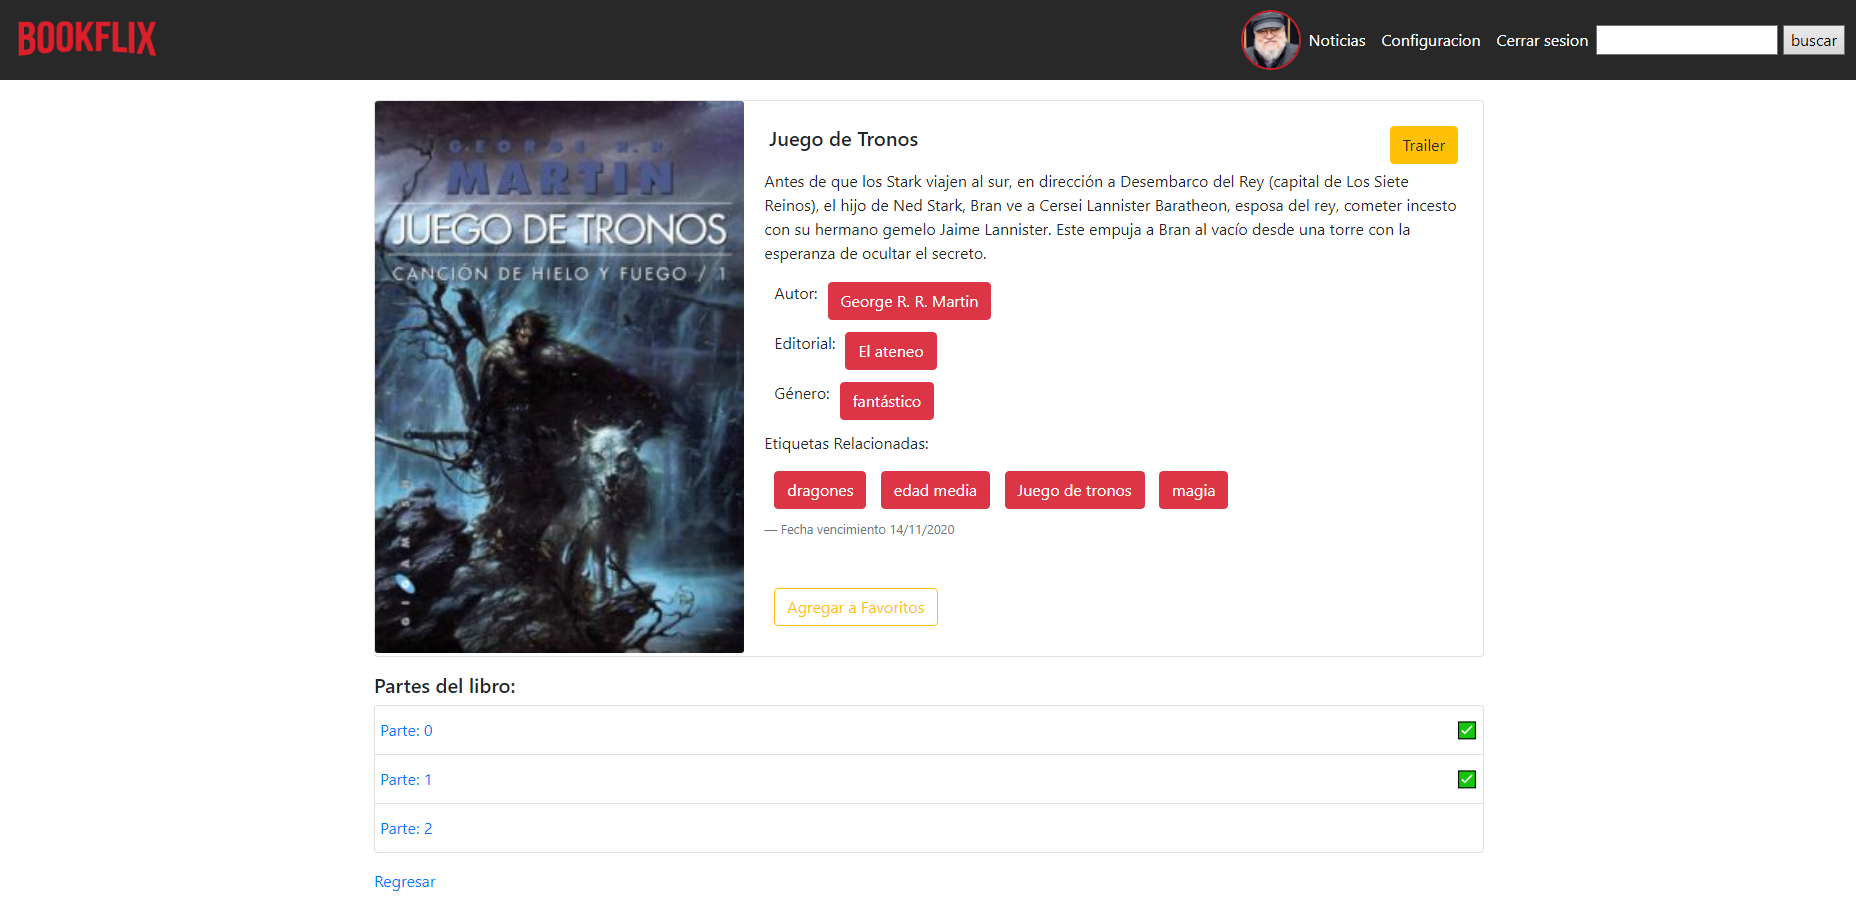 BOOKFLIX
Noticias Configuracion Cerrar sesion buscar
GEORGE R.R.
MARTIN
JUEGO DE TRONOS
CANCIÓN DE HIELO Y FUEGO / 1
Juego de Tronos
Trailer
Antes de que los Stark viajen al sur, en dirección a Desembarco del Rey (capital de Los Siete
Reinos), el hijo de Ned Stark, Bran ve a Cersei Lannister Baratheon, esposa del rey, cometer incesto
con su hermano gemelo Jaime Lannister. Este empuja a Bran al vacío desde una torre con la
esperanza de ocultar el secreto.
Autor: George R. R. Martin
Editorial: El ateneo
Género: fantástico
Etiquetas Relacionadas:
dragones edad media Juego de tronos magia
— Fecha vencimiento 14/11/2020
Agregar a Favoritos
Partes del libro:
Parte: 0
Parte: 1
Parte: 2
Regresar